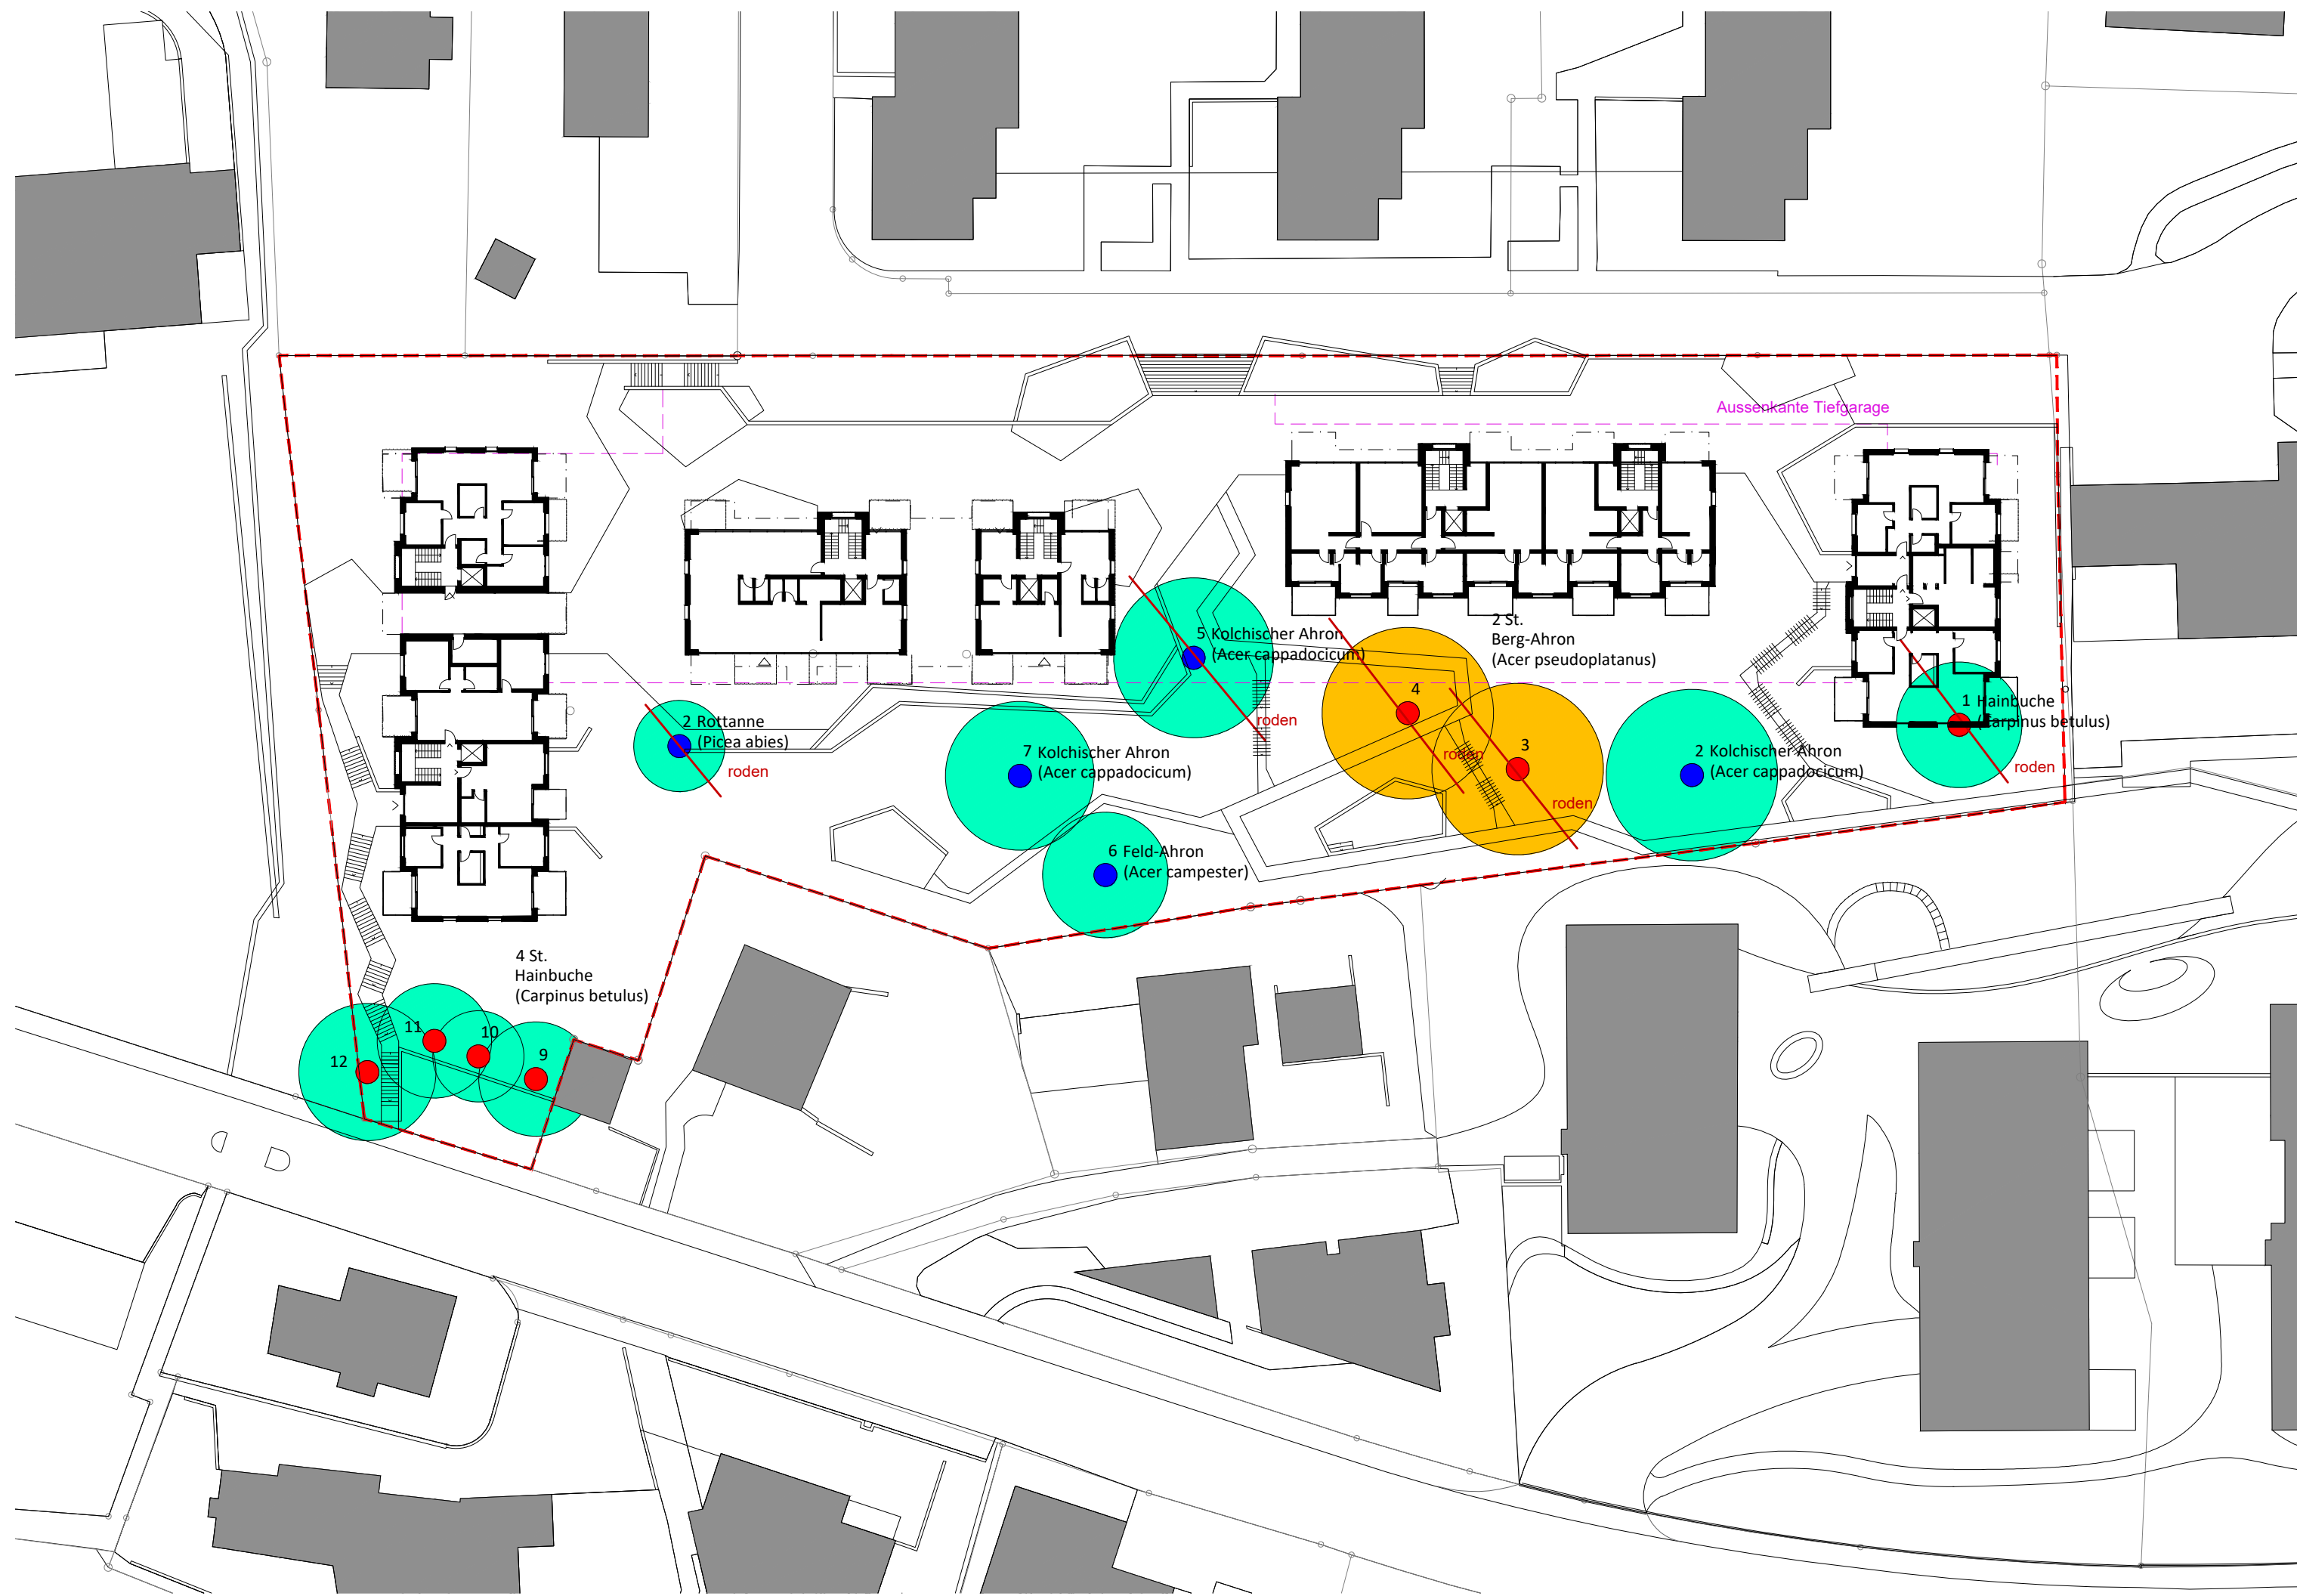 Aussenkante Tiefgarage
5 Kolchischer Ahron
(Acer cappadocicum)
roden
2 St.
Berg-Ahron
(Acer pseudoplatanus)
4
roden
3
roden
1 Hainbuche
(Carpinus betulus)
roden
2 Rottanne
(Picea abies)
roden
7 Kolchischer Ahron
(Acer cappadocicum)
2 Kolchischer Ahron
(Acer cappadocicum)
6 Feld-Ahron
(Acer campester)
4 St.
Hainbuche
(Carpinus betulus)
11
10
9
12